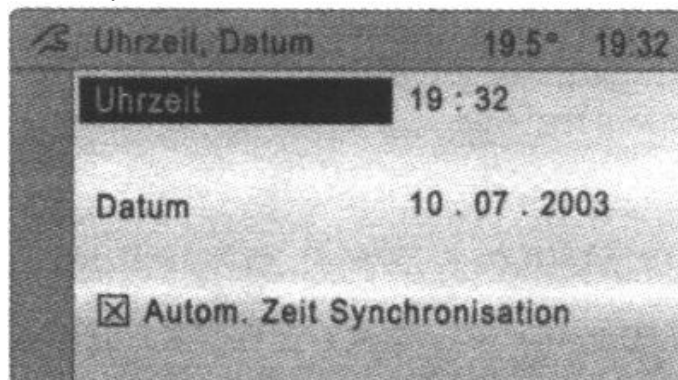 Uhrzeit, Datum 19.5° 19:32
Uhrzeit 19 : 32
Datum 10 . 07 . 2003
Autom. Zeit Synchronisation